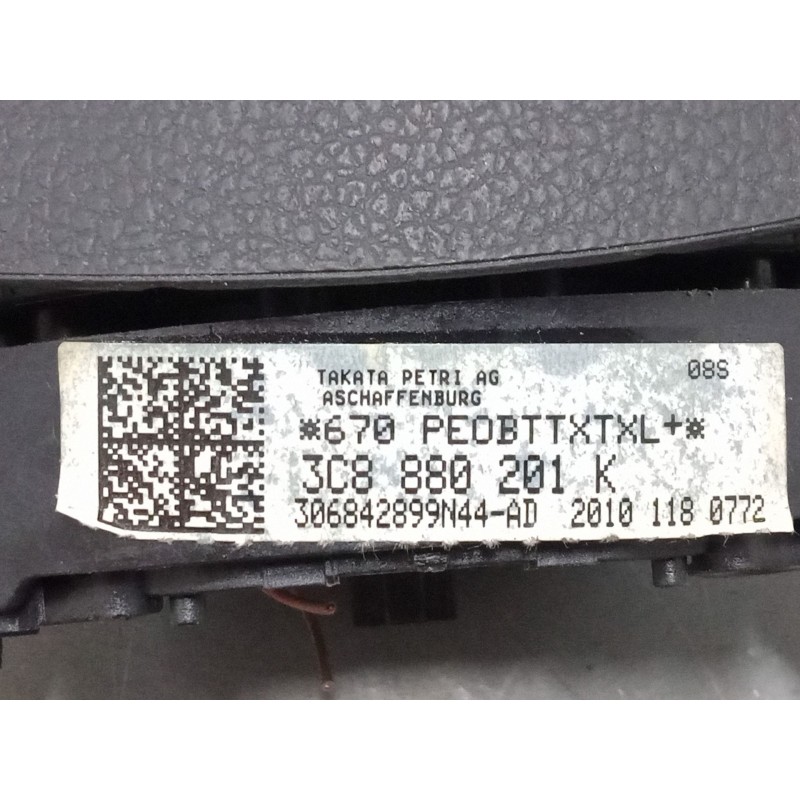 TAKATA PETRI AG 08S
ASCHAFFENBURG
*670 PEOBTTXTXL+*
3C8 880 201 K
306842899N44-AD 2010 118 0772